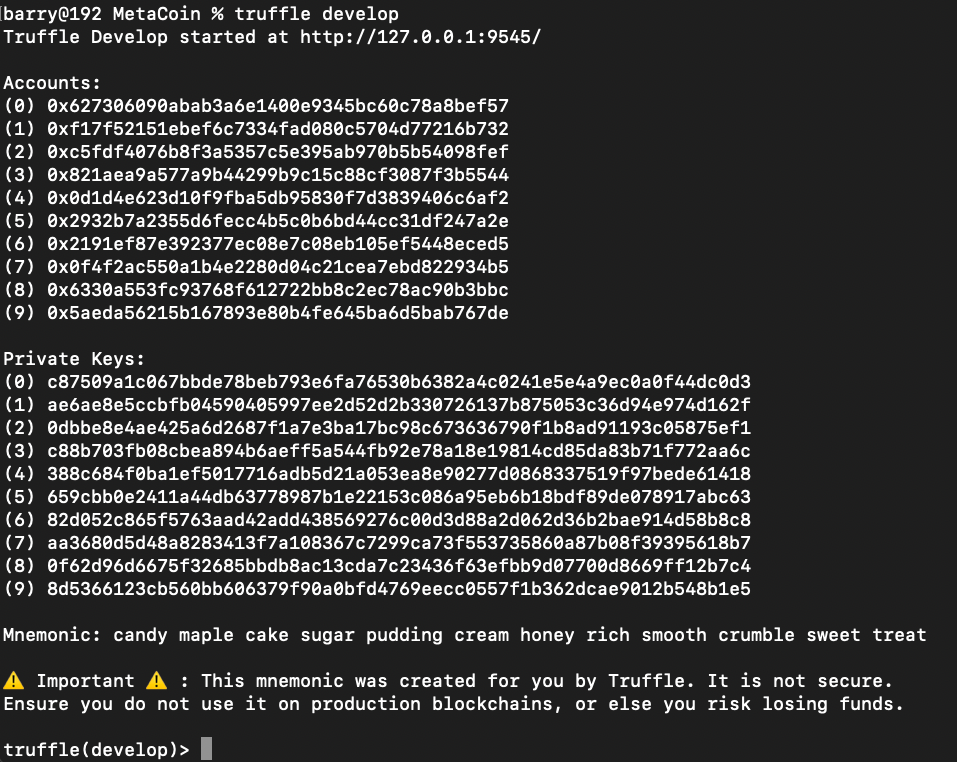 barry@192 MetaCoin % truffle develop
Truffle Develop started at http://127.0.0.1:9545/
Accounts:
(0) 0x627306090abab3a6e1400e9345bc60c78a8bef57
(1) 0xf17f52151ebef6c7334fad080c5704d77216b732
(2) 0xc5fdf4076b8f3a5357c5e395ab970b5b54098fef
(3) 0x821aea9a577a9b44299b9c15c88cf3087f3b5544
(4) 0x0d1d4e623d10f9fba5db95830f7d3839406c6af2
(5) 0x2932b7a2355d6fecc4b5c0b6bd44cc31df247a2e
(6) 0x2191ef87e392377ec08e7c08eb105ef5448eced5
(7) 0x0f4f2ac550a1b4e2280d04c21cea7ebd822934b5
(8) 0x6330a553fc93768f612722bb8c2ec78ac90b3bbc
(9) 0x5aeda56215b167893e80b4fe645ba6d5bab767de
Private Keys:
(0) c87509a1c067bbde78beb793e6fa76530b6382a4c0241e5e4a9ec0a0f44dc0d3
(1) ae6ae8e5ccbfb04590405997ee2d52d2b330726137b875053c36d94e974d162f
(2) 0dbbe8e4ae425a6d2687f1a7e3ba17bc98c673636790f1b8ad91193c05875ef1
(3) c88b703fb08cbea894b6aeff5a544fb92e78a18e19814cd85da83b71f772aa6c
(4) 388c684f0ba1ef5017716adb5d21a053ea8e90277d0868337519f97bede61418
(5) 659cbb0e2411a44db63778987b1e22153c086a95eb6b18bdf89de078917abc63
(6) 82d052c865f5763aad42add438569276c00d3d88a2d062d36b2bae914d58b8c8
(7) aa3680d5d48a8283413f7a108367c7299ca73f553735860a87b08f39395618b7
(8) 0f62d96d6675f32685bbdb8ac13cda7c23436f63efbb9d07700d8669ff12b7c4
(9) 8d5366123cb560bb606379f90a0bfd4769eecc0557f1b362dcae9012b548b1e5
Mnemonic: candy maple cake sugar pudding cream honey rich smooth crumble sweet treat
⚠️ Important ⚠️ : This mnemonic was created for you by Truffle. It is not secure.
Ensure you do not use it on production blockchains, or else you risk losing funds.
truffle(develop)>